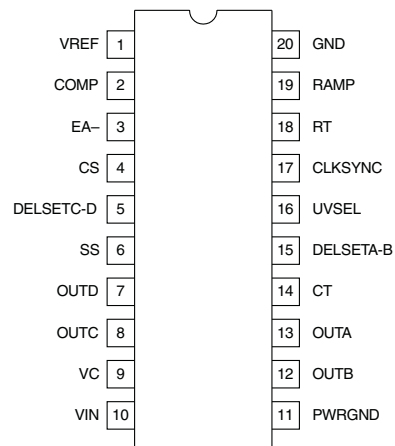 VREF 1 20 GND
COMP 2 19 RAMP
EA– 3 18 RT
CS 4 17 CLKSYNC
DELSETC-D 5 16 UVSEL
SS 6 15 DELSETA-B
OUTD 7 14 CT
OUTC 8 13 OUTA
VC 9 12 OUTB
VIN 10 11 PWRGND